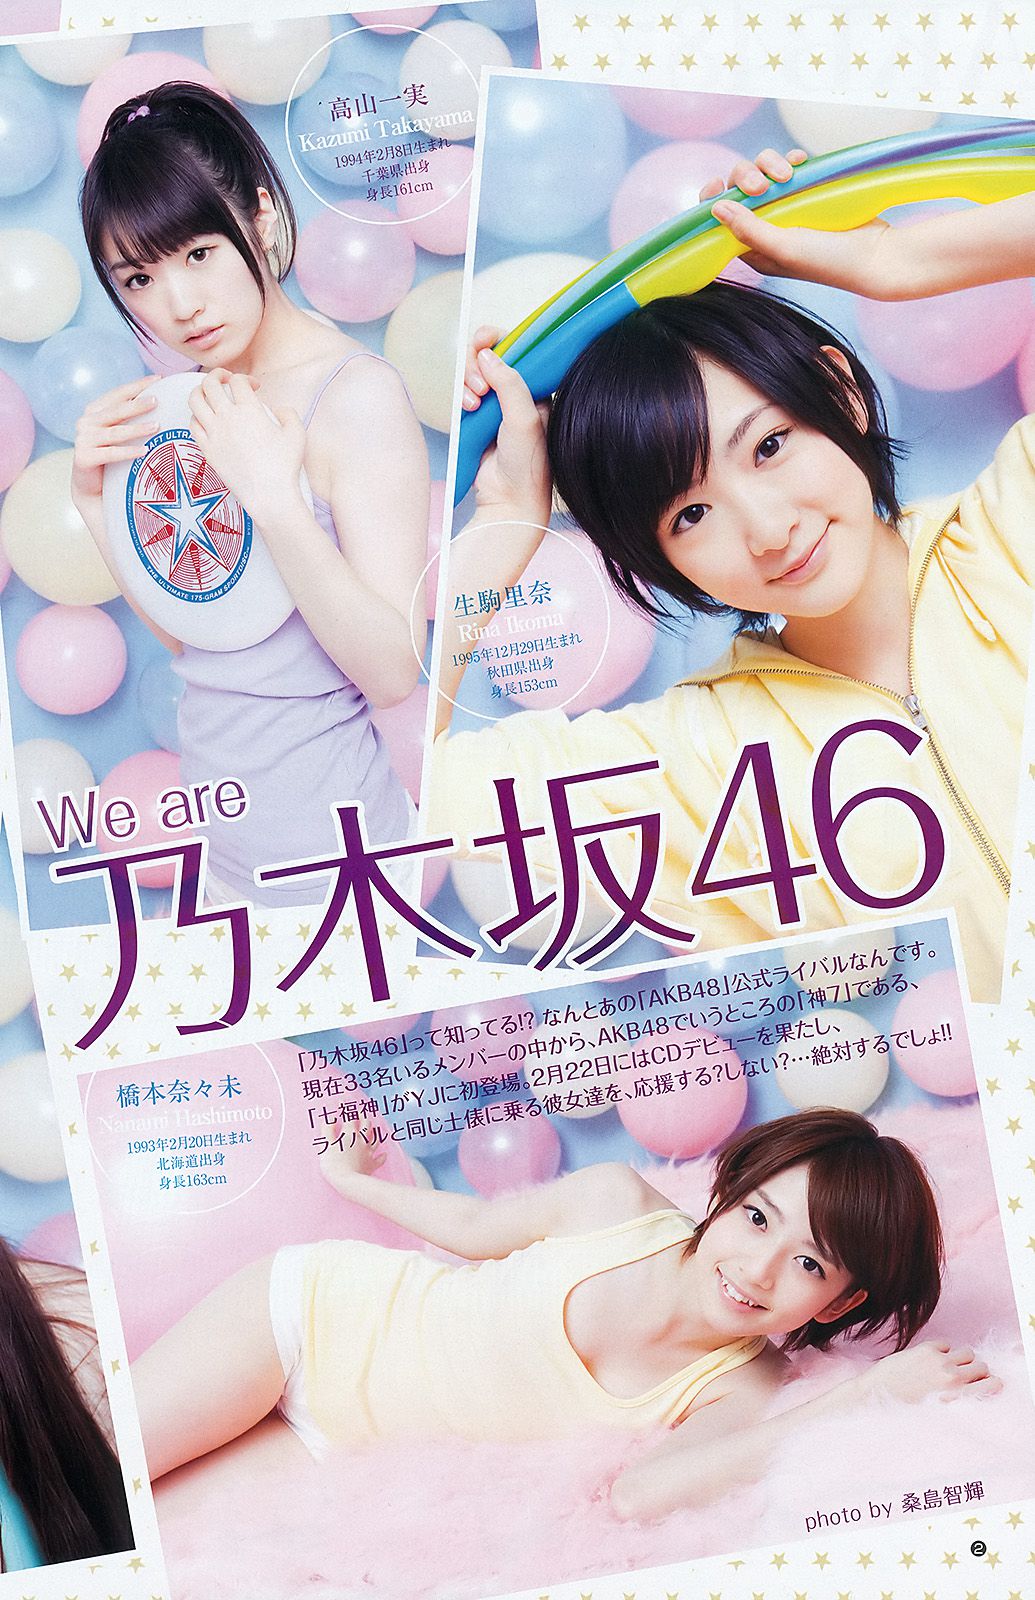 高山一実
Kazumi Takayama
1994年2月8日生まれ
千葉県出身
身長161cm
THE ULTIMATE 175-GRAM SPORTDISC
生駒里奈
Rina Ikoma
1995年12月29日生まれ
秋田県出身
身長153cm
We are
乃木坂46
「乃木坂46」って知ってる!? なんとあの「AKB48」公式ライバルなんです。
現在33名いるメンバーの中から、AKB48でいうところの「神7」である、
「七福神」がYJに初登場。2月22日にはCDデビューを果たし、
ライバルと同じ土俵に乗る彼女達を、応援する?しない?…絶対するでしょ!!
橋本奈々未
Nanami Hashimoto
1993年2月20日生まれ
北海道出身
身長163cm
photo by 桑島智輝
2